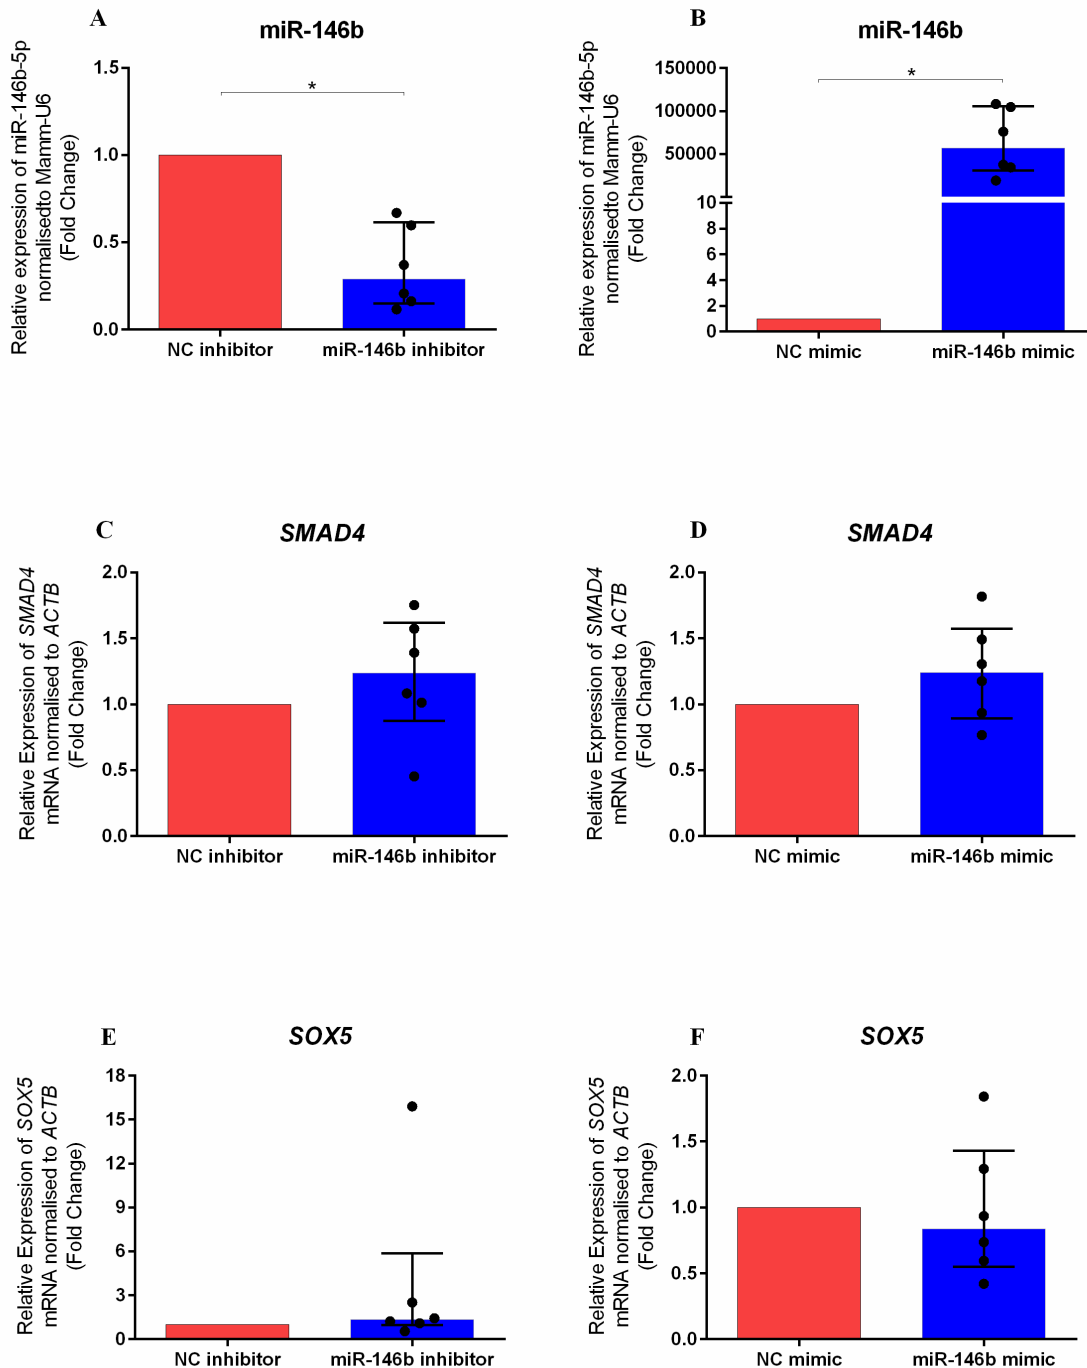 A
miR-146b
Relative expression of miR-146b-5p
normalisedto Mamm-U6
(Fold Change)
1.5
1.0
0.5
0.0
*
NC inhibitor
miR-146b inhibitor
B
miR-146b
Relative expression of miR-146b-5p
normalisedto Mamm-U6
(Fold Change)
150000
100000
50000
10
8
6
4
2
0
*
NC mimic
miR-146b mimic
C
SMAD4
Relative Expression of SMAD4
mRNA normalised to ACTB
(Fold Change)
2.0
1.5
1.0
0.5
0.0
NC inhibitor
miR-146b inhibitor
D
SMAD4
Relative Expression of SMAD4
mRNA normalised to ACTB
(Fold Change)
2.0
1.5
1.0
0.5
0.0
NC mimic
miR-146b mimic
E
SOX5
Relative Expression of SOX5
mRNA normalised to ACTB
(Fold Change)
18
15
12
9
6
3
0
NC inhibitor
miR-146b inhibitor
F
SOX5
Relative Expression of SOX5
mRNA normalised to ACTB
(Fold Change)
2.0
1.5
1.0
0.5
0.0
NC mimic
miR-146b mimic